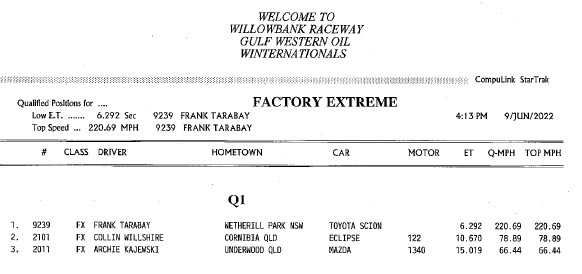 WELCOME TO
WILLOWBANK RACEWAY
GULF WESTERN OIL
WINTERNATIONALS
CompuLink StarTrak
Qualified Positions for .... FACTORY EXTREME
Low E.T. ....... 6.292 Sec 9239 FRANK TARABAY 4:13 PM 9/JUN/2022
Top Speed ... 220.69 MPH 9239 FRANK TARABAY
# CLASS DRIVER HOMETOWN CAR MOTOR ET Q-MPH TOP MPH
Q1
1. 9239 FX FRANK TARABAY WETHERILL PARK NSW TOYOTA SCION 6.292 220.69 220.69
2. 2107 FX COLLIN WILLSHIRE CORNIBIA QLD ECLIPSE 122 10.670 78.89 78.89
3. 2011 FX ARCHIE KAJEWSKI UNDERWOOD QLD MAZDA 1340 15.019 66.44 66.44